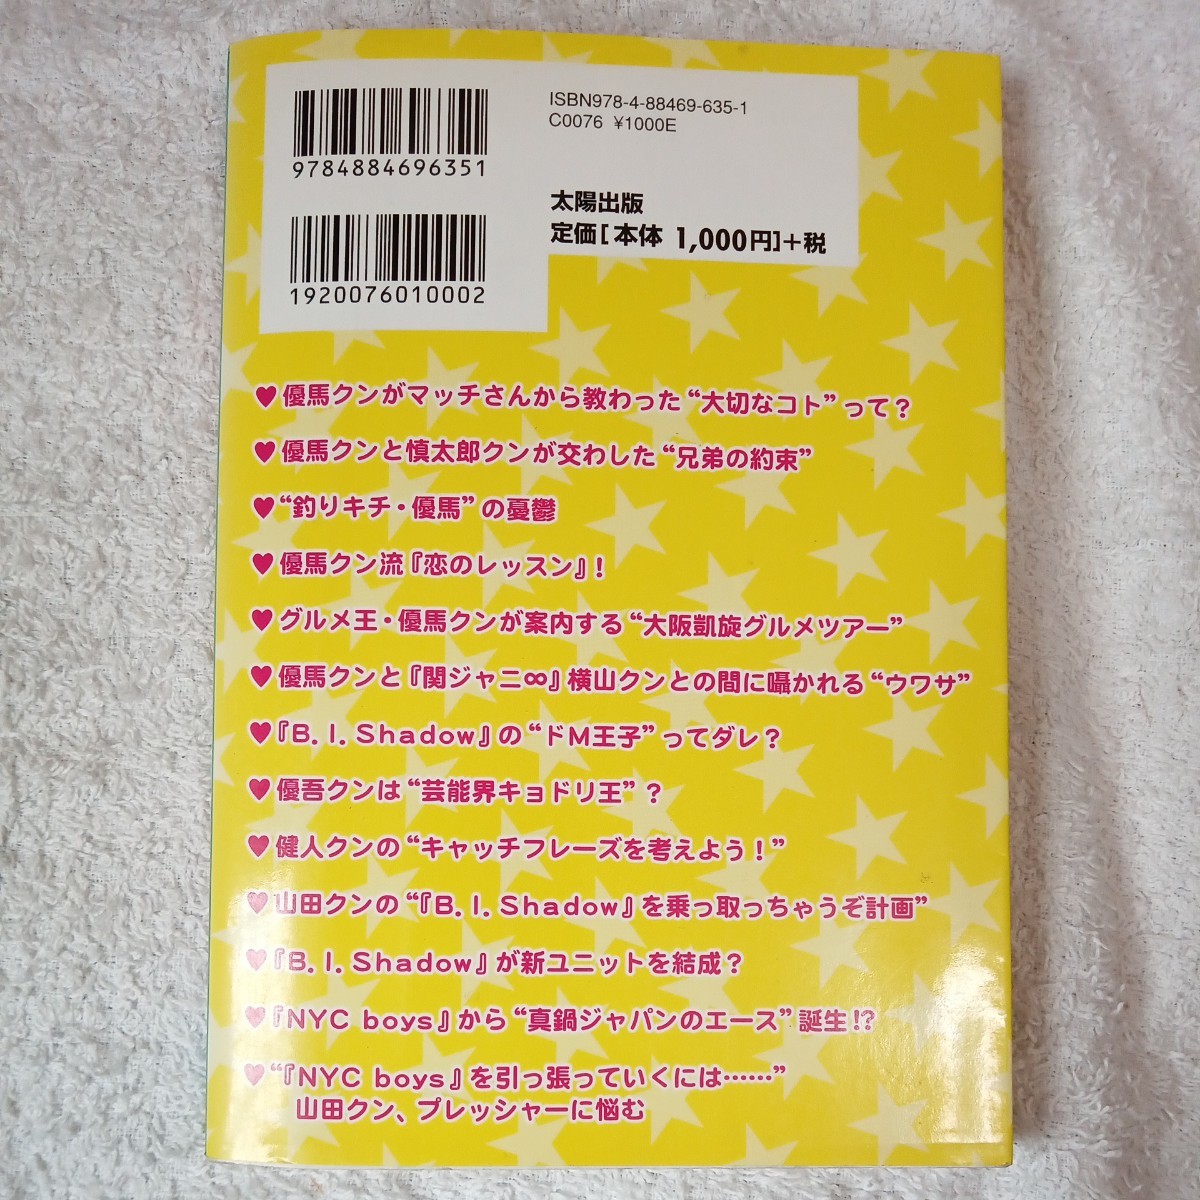 ISBN978-4-88469-635-1
C0076 ¥1000E
9784884696351
太陽出版
定価[本体 1,000円]+税
1920076010002
♥優馬クンがマッチさんから教わった“大切なコト”って？
♥優馬クンと慎太郎クンが交わした“兄弟の約束”
♥“釣りキチ・優馬”の憂鬱
♥優馬クン流『恋のレッスン』！
♥グルメ王・優馬クンが案内する“大阪凱旋グルメツアー”
♥優馬クンと『関ジャニ∞』横山クンとの間に囁かれる“ウワサ”
♥『B．I．Shadow』の“ドM王子”ってダレ？
♥優吾クンは“芸能界キョドリ王”？
♥健人クンの“キャッチフレーズを考えよう！”
♥山田クンの“『B．I．Shadow』を乗っ取っちゃうぞ計画”
♥『B．I．Shadow』が新ユニットを結成？
♥『NYC boys』から“真鍋ジャパンのエース”誕生!?
♥“『NYC boys』を引っ張っていくには……”
山田クン、プレッシャーに悩む